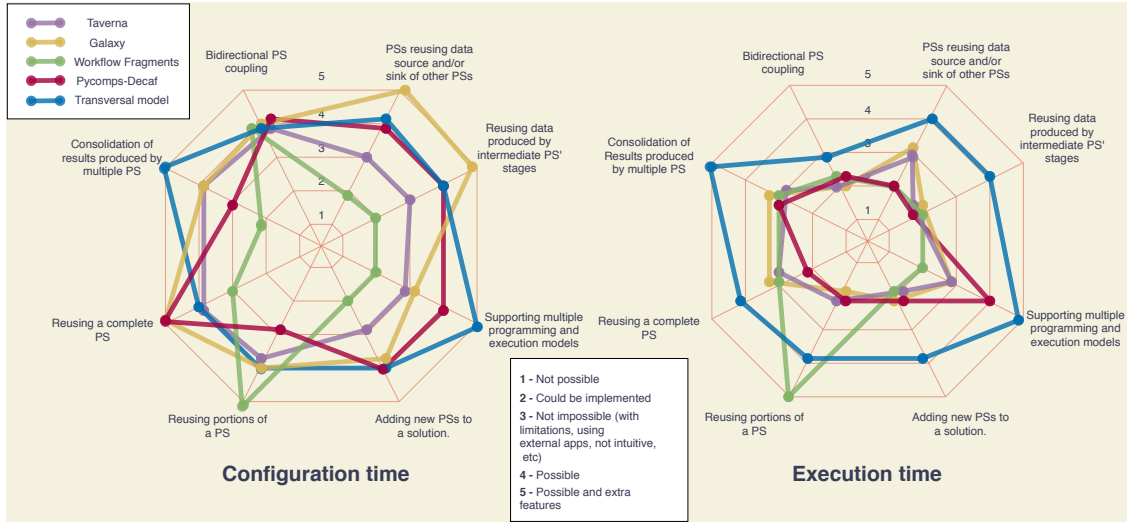 Taverna
Galaxy
Workflow Fragments
Pycomps-Decaf
Transversal model
Bidirectional PS
coupling
PSs reusing data
source and/or
sink of other PSs
Reusing data
produced by
intermediate PS'
stages
Supporting multiple
programming and
execution models
Adding new PSs to
a solution.
Reusing portions of
a PS
Reusing a complete
PS
Consolidation of
results produced by
multiple PS
5
4
3
2
1
Configuration time
1 - Not possible
2 - Could be implemented
3 - Not impossible (with
limitations, using
external apps, not intuitive,
etc)
4 - Possible
5 - Possible and extra
features
Bidirectional PS
coupling
PSs reusing data
source and/or
sink of other PSs
Reusing data
produced by
intermediate PS'
stages
Supporting multiple
programming and
execution models
Adding new PSs to
a solution.
Reusing portions of
a PS
Reusing a complete
PS
Consolidation of
Results produced
by multiple PS
5
4
3
2
1
Execution time